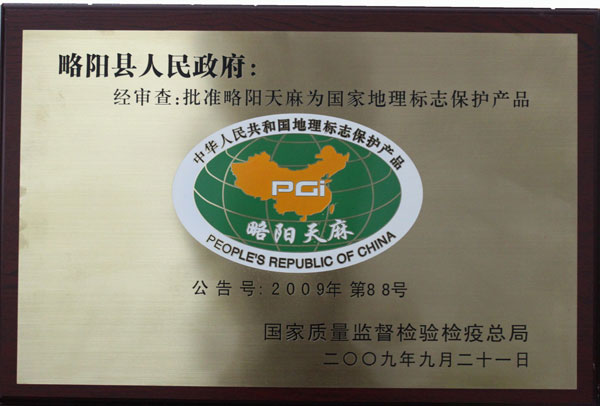 略阳县人民政府:
经审查:批准略阳天麻为国家地理标志保护产品
中华人民共和国地理标志保护产品
PGi
略阳天麻
PEOPLE'S REPUBLIC OF CHINA
公告号:2009年 第88号
国家质量监督检验检疫总局
二〇〇九年九月二十一日